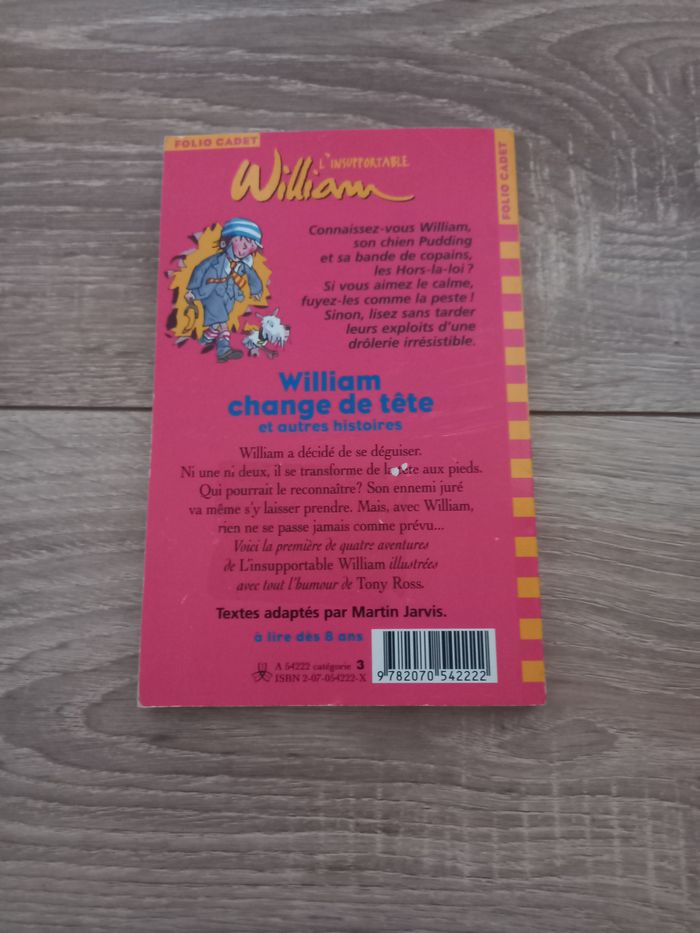 FOLIO CADET
L'INSUPPORTABLE
William
FOLIO CADET
Connaissez-vous William,
son chien Pudding
et sa bande de copains,
les Hors-la-loi ?
Si vous aimez le calme,
fuyez-les comme la peste !
Sinon, lisez sans tarder
leurs exploits d'une
drôlerie irrésistible.
William
change de tête
et autres histoires
William a décidé de se déguiser.
Ni une ni deux, il se transforme de la tête aux pieds.
Qui pourrait le reconnaître? Son ennemi juré
va même s'y laisser prendre. Mais, avec William,
rien ne se passe jamais comme prévu...
Voici la première de quatre aventures
de L'insupportable William illustrées
avec tout l'humour de Tony Ross.
Textes adaptés par Martin Jarvis.
à lire dès 8 ans
A 54222 catégorie 3
ISBN 2-07-054222-X
9 782070 542222